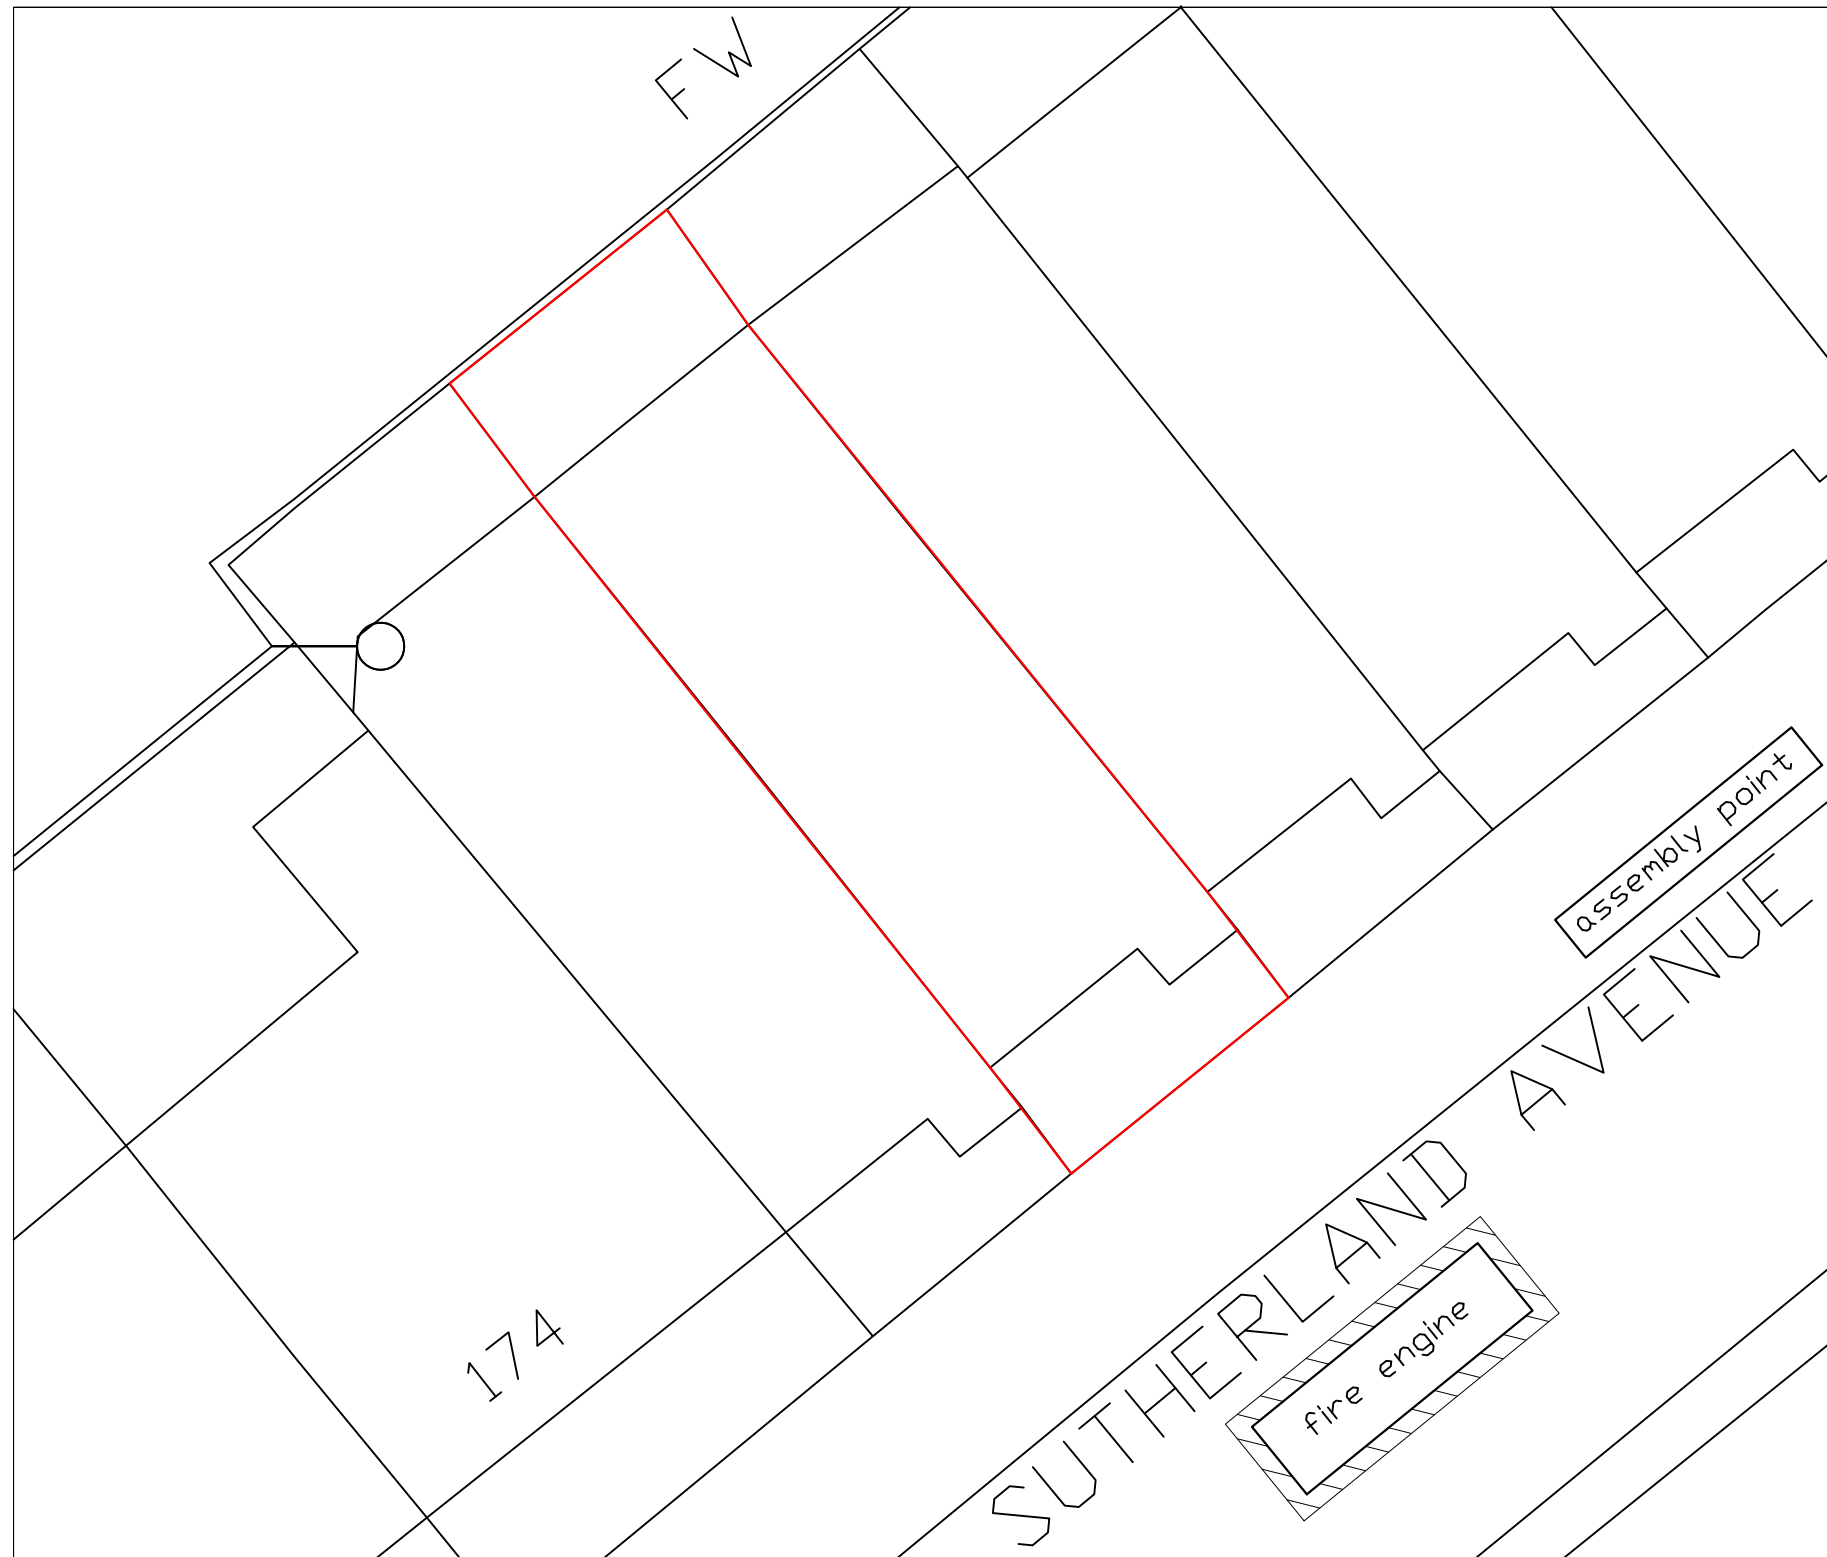 FW
assembly point
SUTHERLAND AVENUE
fire engine
174